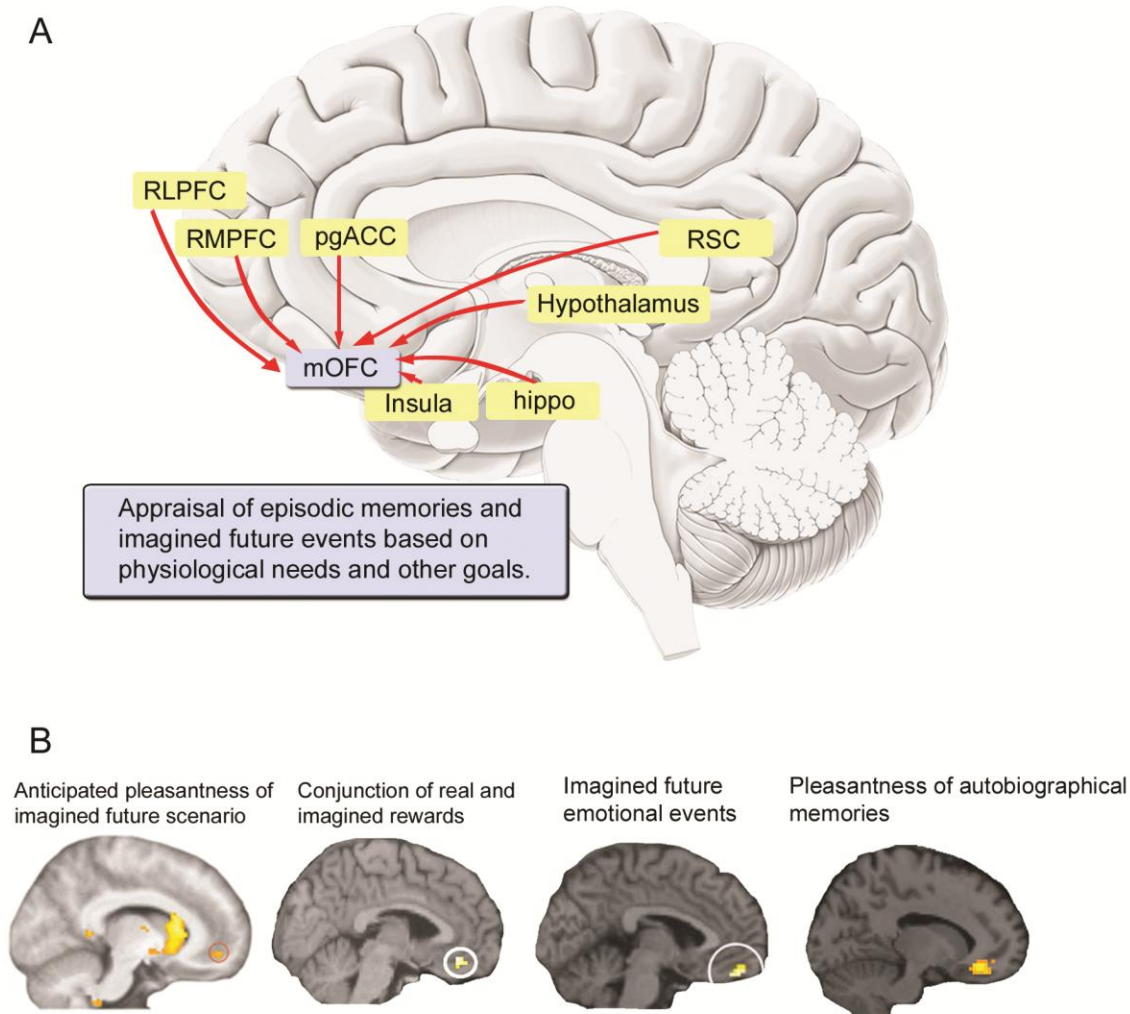 A
RLPFC
RMPFC
pgACC
RSC
Hypothalamus
mOFC
Insula
hippo
Appraisal of episodic memories and
imagined future events based on
physiological needs and other goals.
B
Anticipated pleasantness of
imagined future scenario
Conjunction of real and
imagined rewards
Imagined future
emotional events
Pleasantness of autobiographical
memories